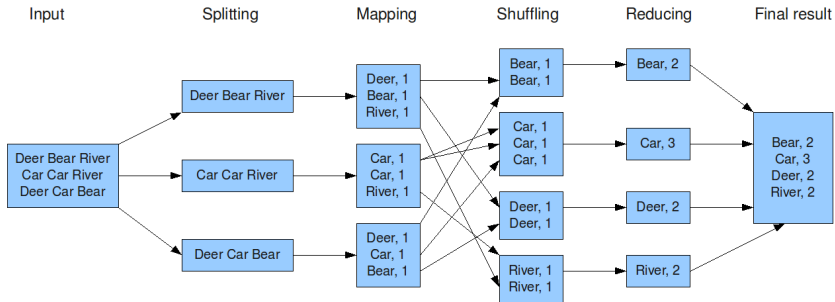 Input
Splitting
Mapping
Shuffling
Reducing
Final result
Deer Bear River
Car Car River
Deer Car Bear
Deer Bear River
Car Car River
Deer Car Bear
Deer, 1
Bear, 1
River, 1
Car, 1
Car, 1
River, 1
Deer, 1
Car, 1
Bear, 1
Bear, 1
Bear, 1
Car, 1
Car, 1
Car, 1
Deer, 1
Deer, 1
River, 1
River, 1
Bear, 2
Car, 3
Deer, 2
River, 2
Bear, 2
Car, 3
Deer, 2
River, 2